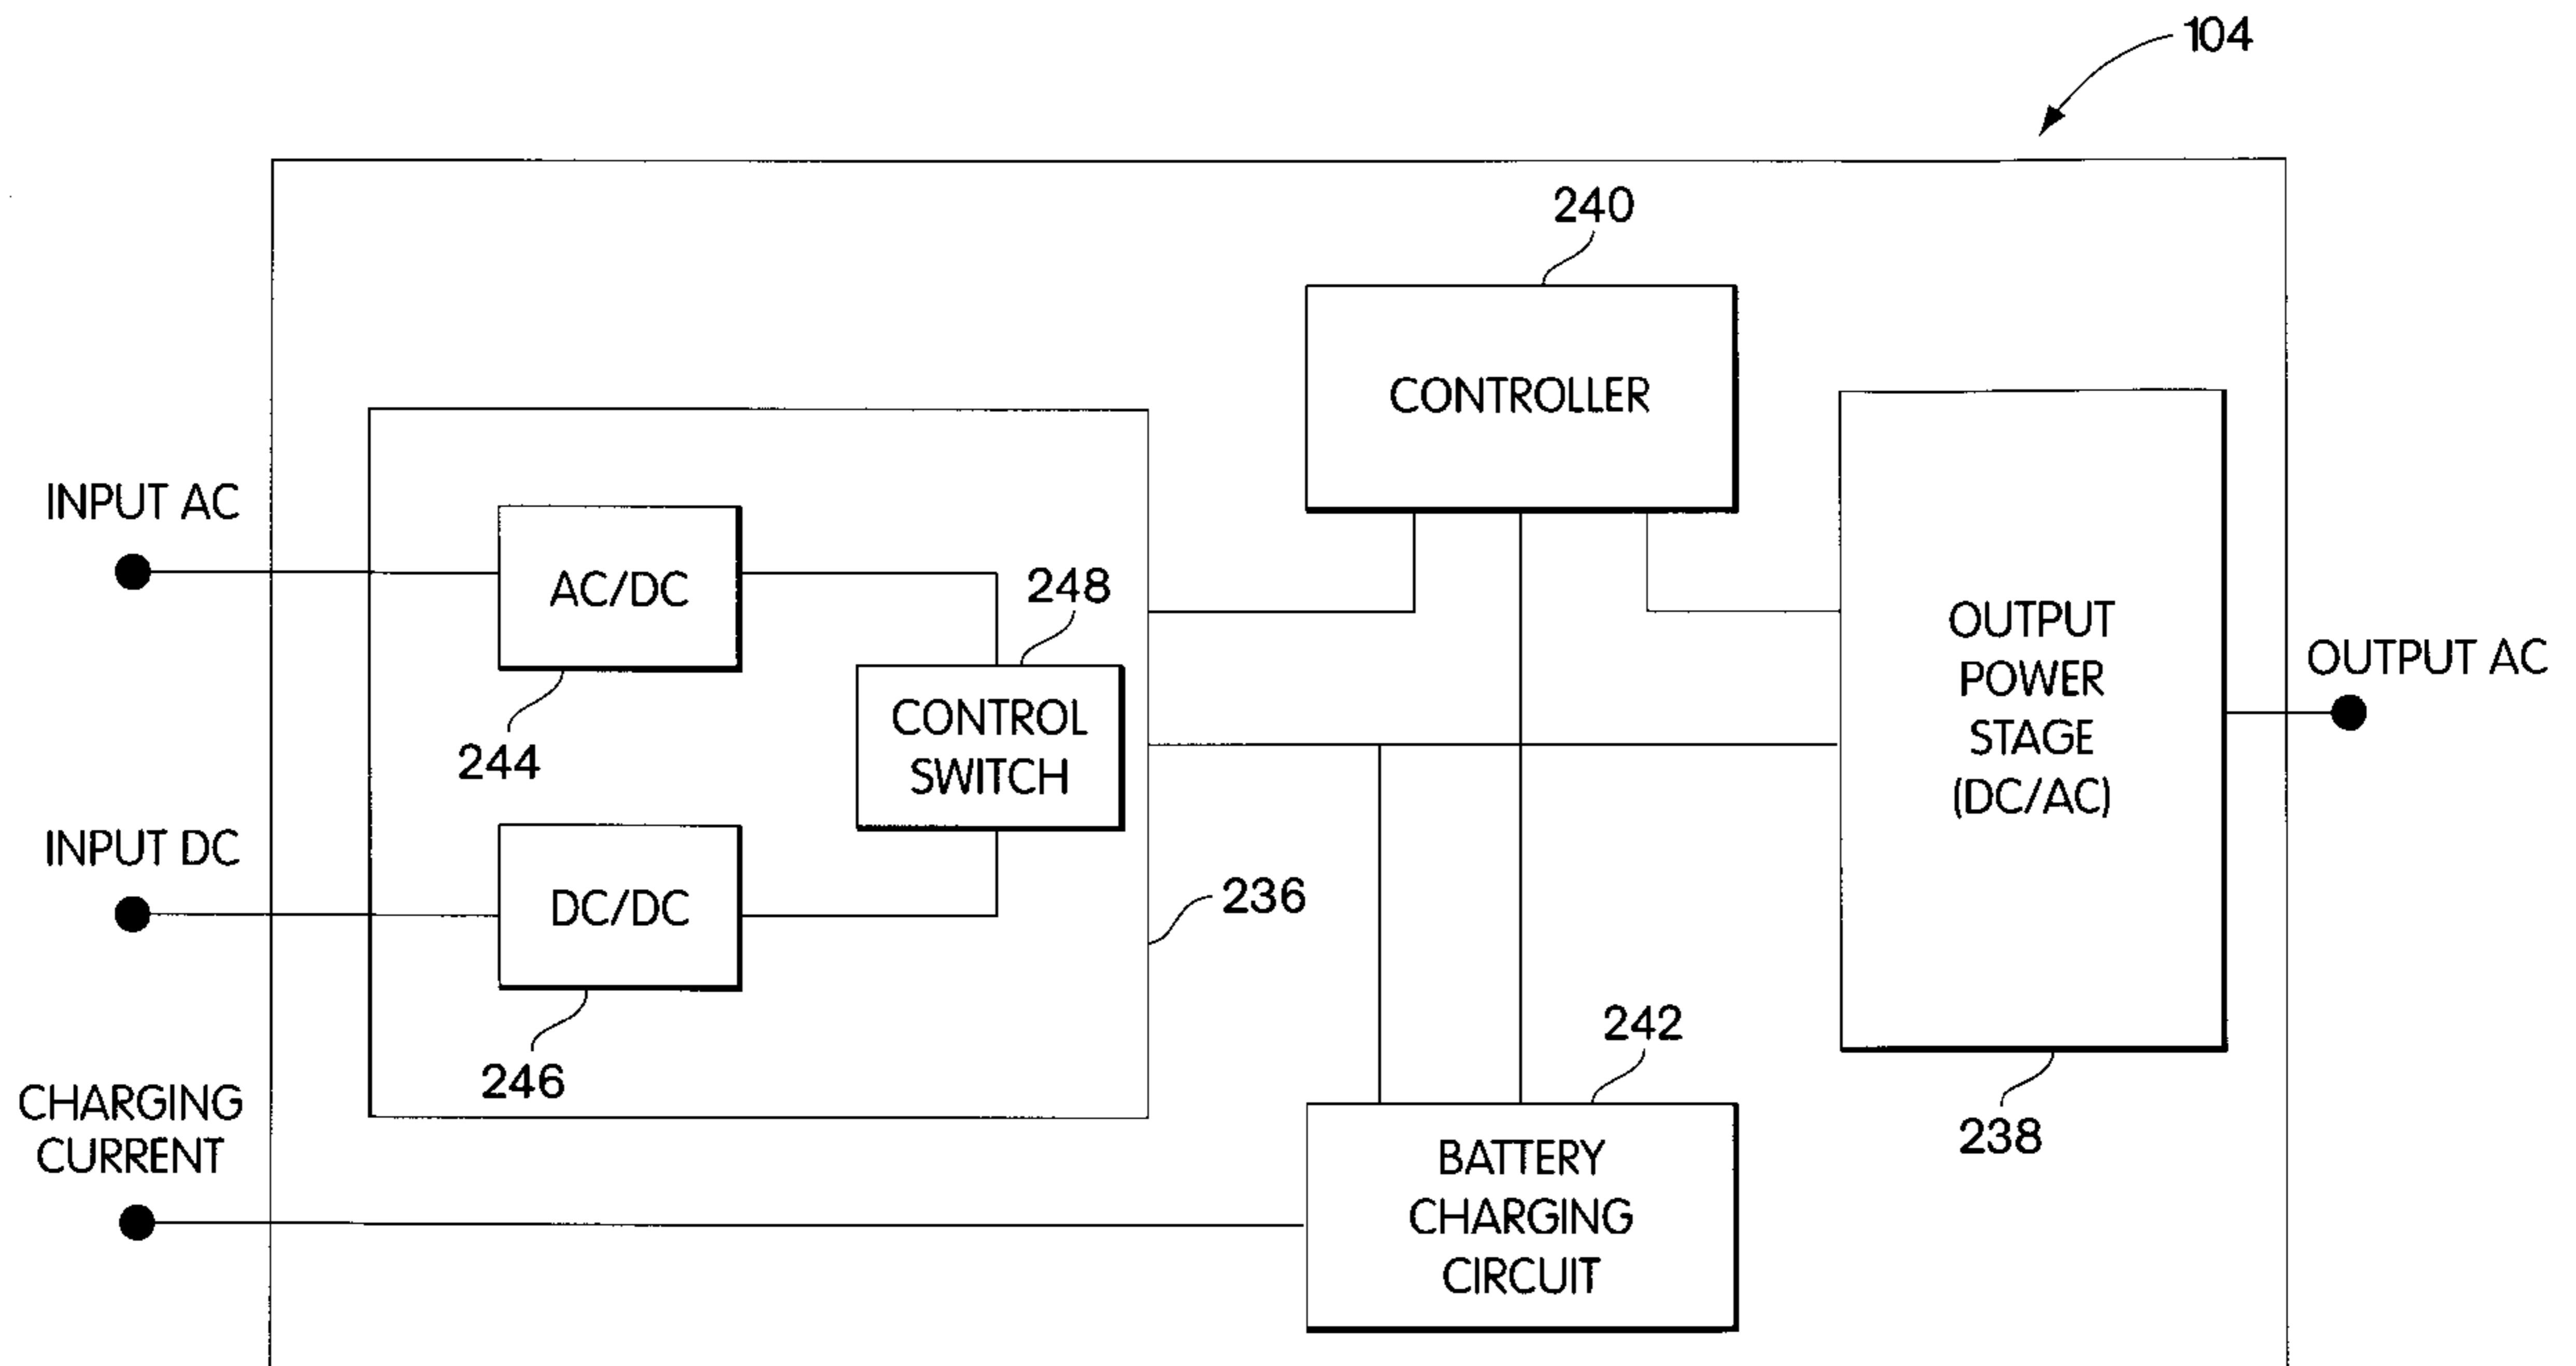 104
240
CONTROLLER
INPUT AC
AC/DC
248
CONTROL
SWITCH
244
OUTPUT
POWER
STAGE
(DC/AC)
OUTPUT AC
INPUT DC
DC/DC
236
246
242
CHARGING
CURRENT
238
BATTERY
CHARGING
CIRCUIT